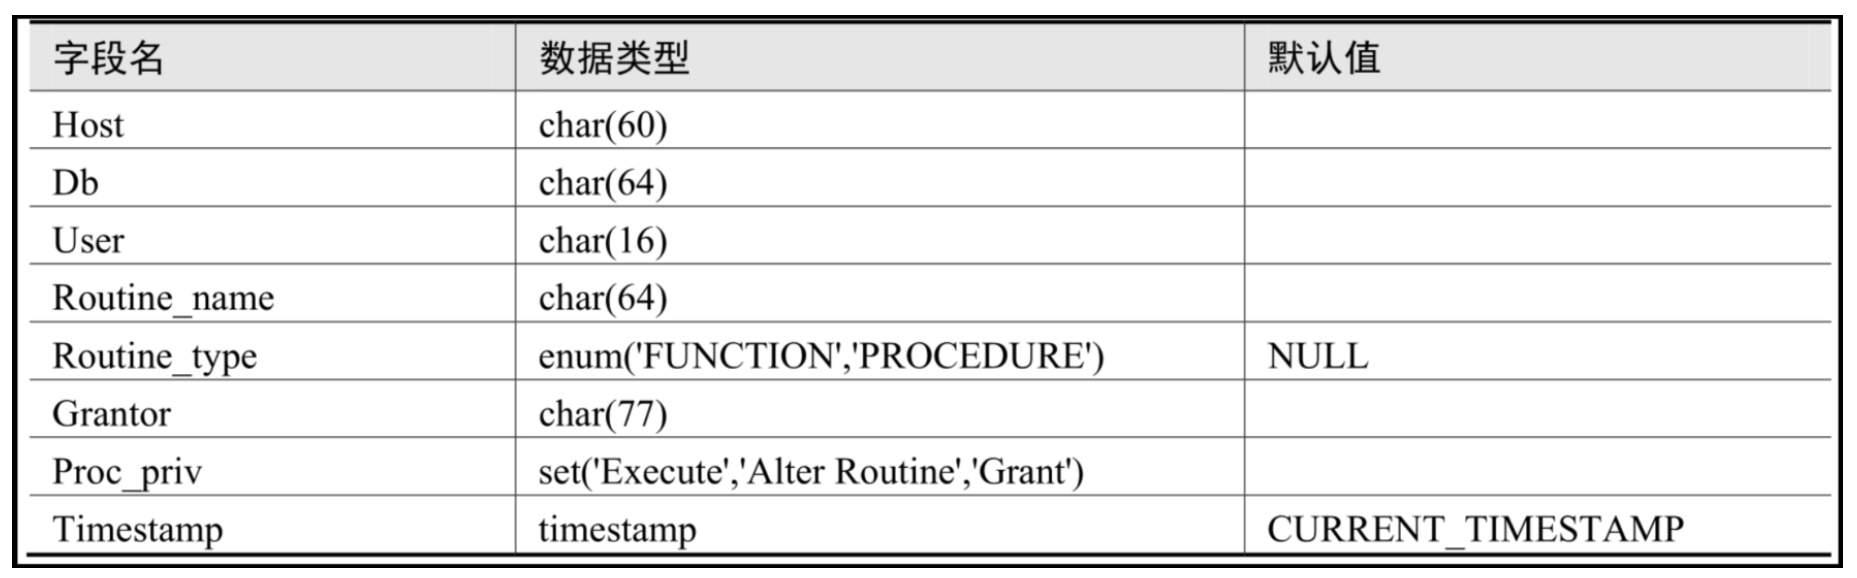 字段名 数据类型 默认值
Host char(60)
Db char(64)
User char(16)
Routine_name char(64)
Routine_type enum('FUNCTION','PROCEDURE') NULL
Grantor char(77)
Proc_priv set('Execute','Alter Routine','Grant')
Timestamp timestamp CURRENT_TIMESTAMP